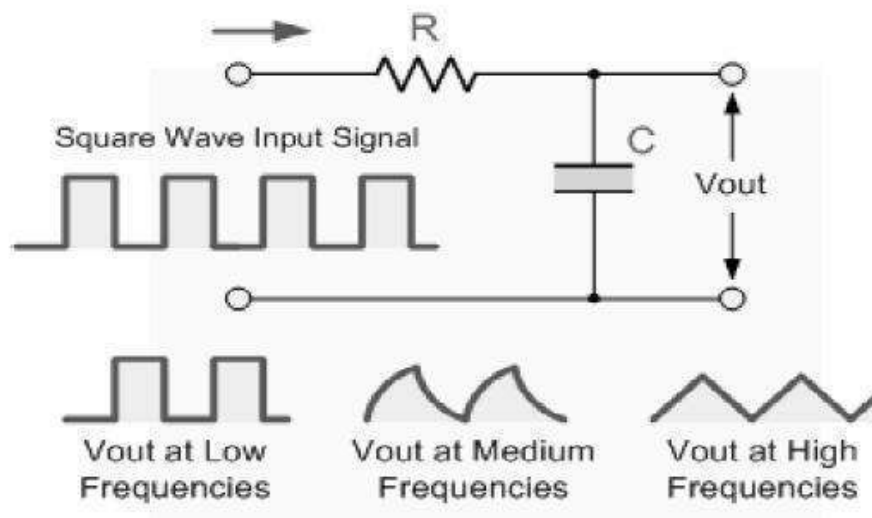 R
Square Wave Input Signal
C
Vout
Vout at Low
Frequencies
Vout at Medium
Frequencies
Vout at High
Frequencies